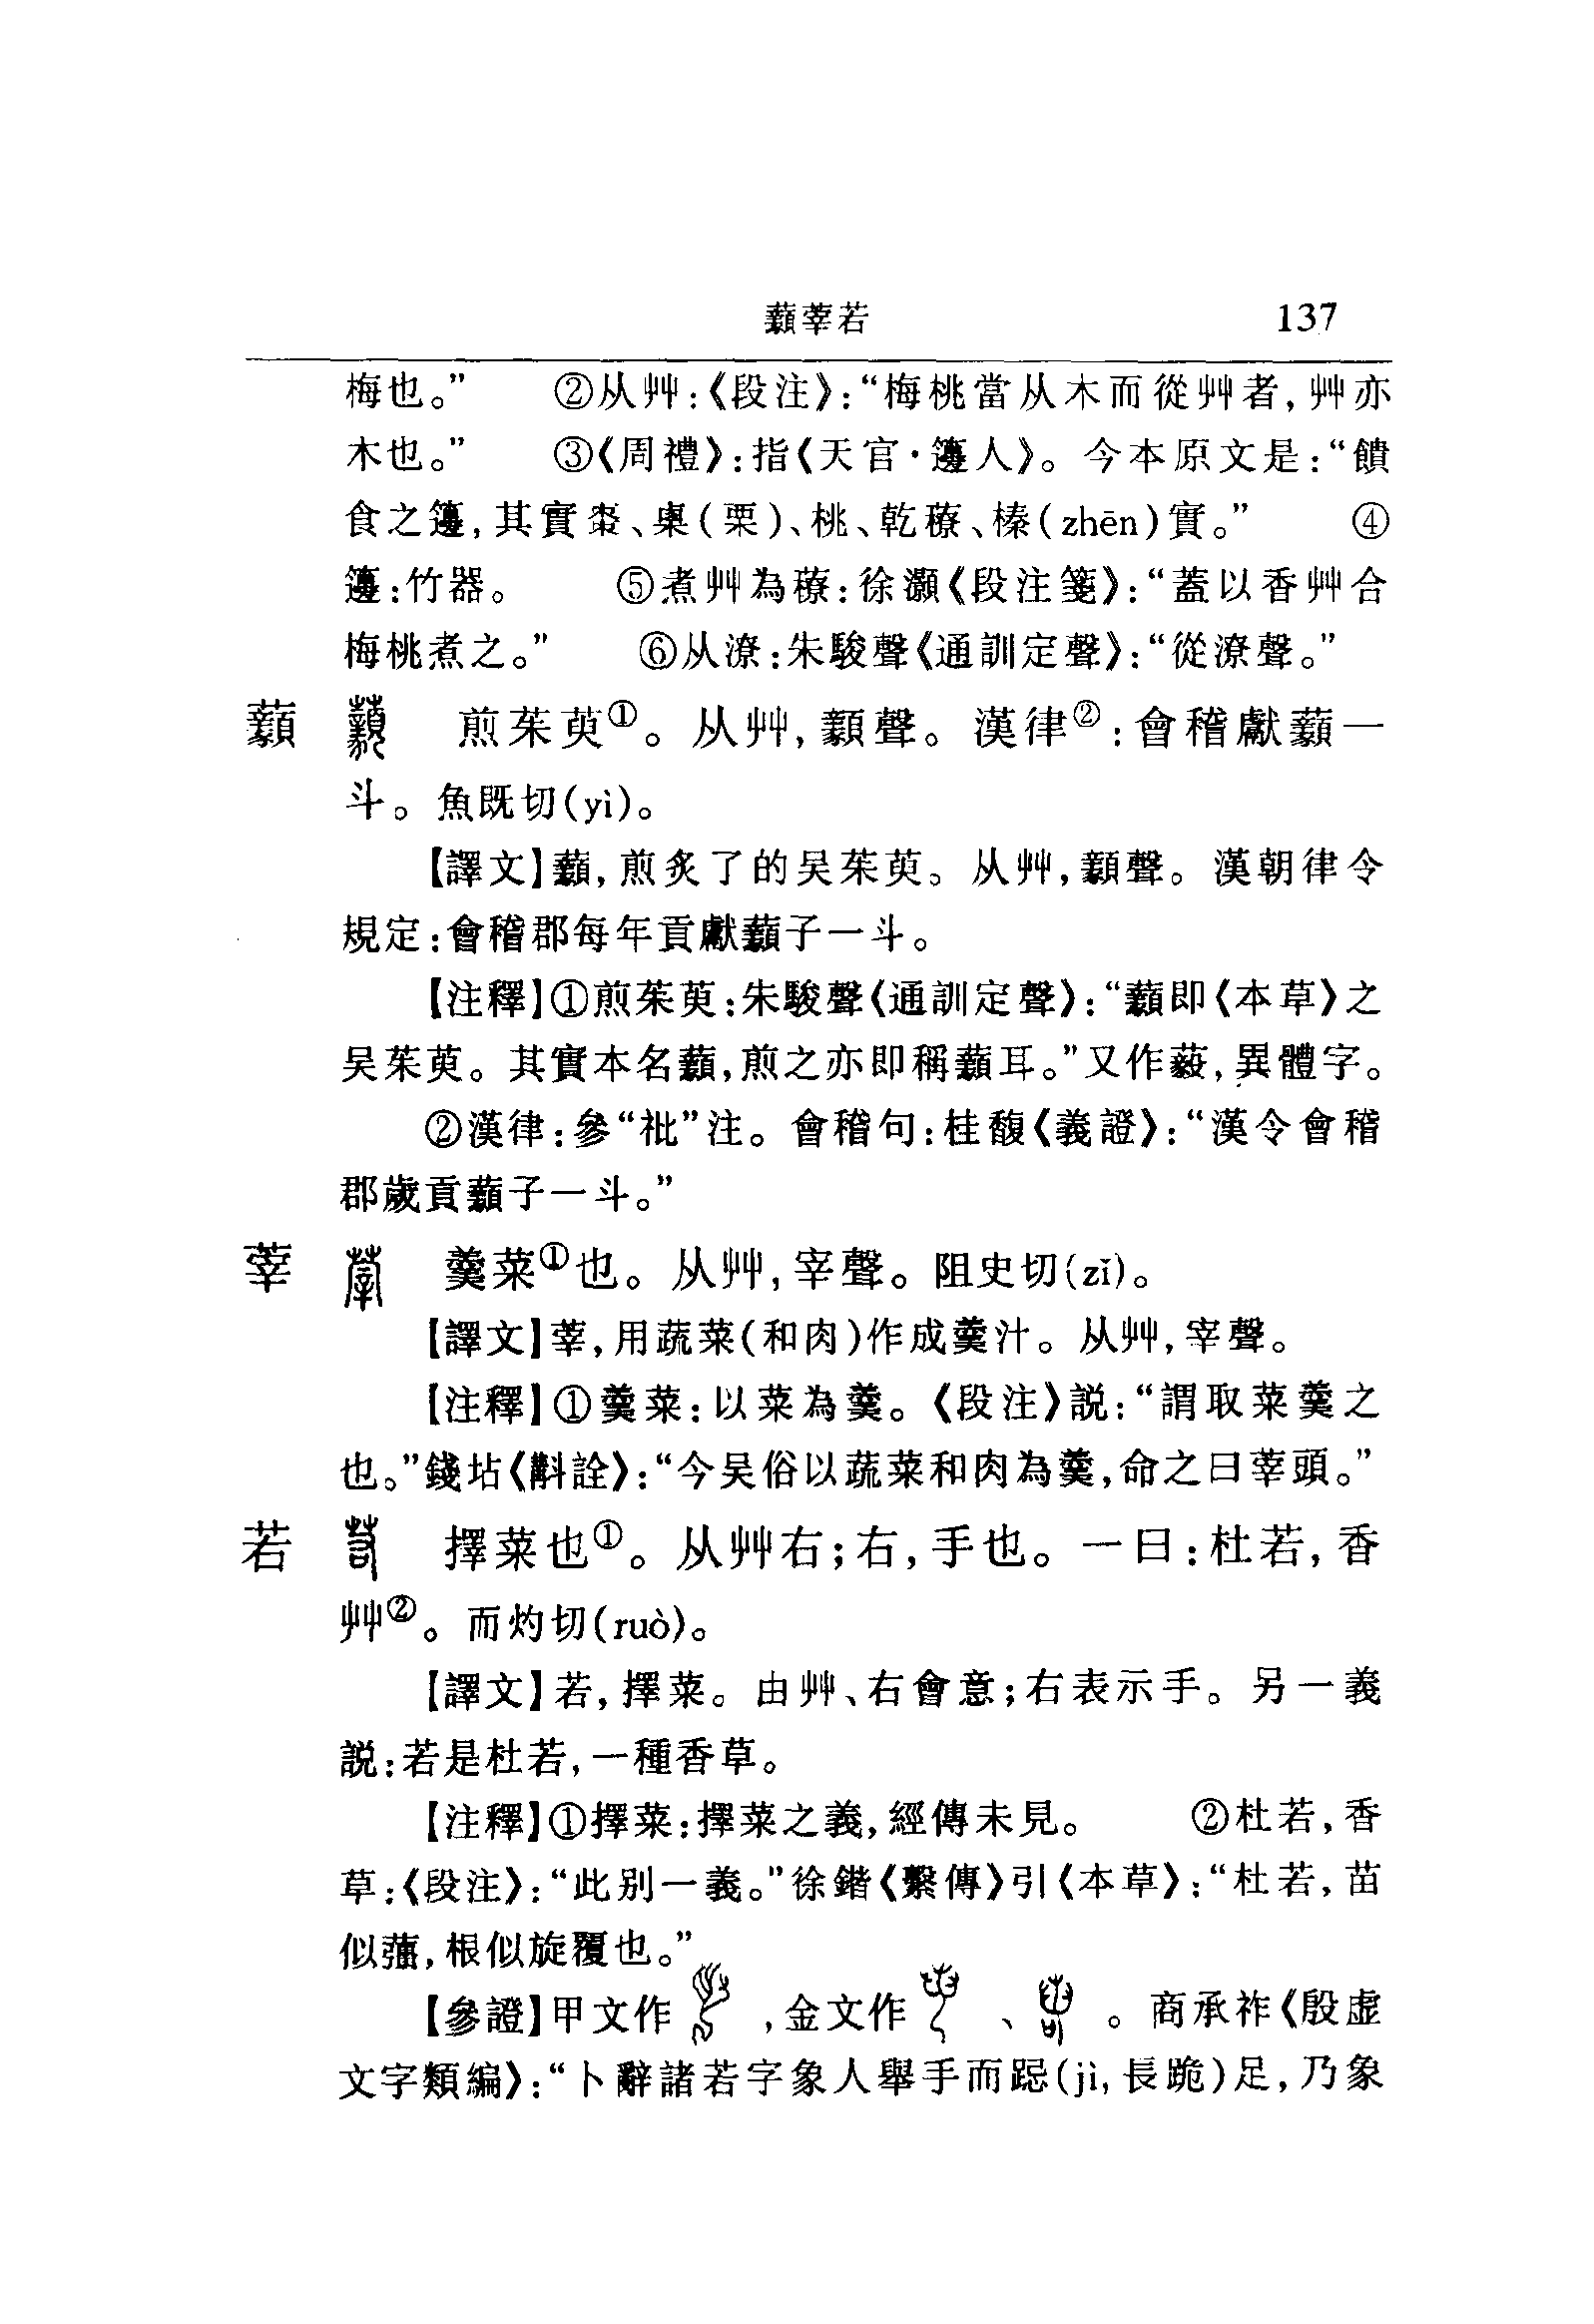 藙莘若 137
梅也。” ②从艸:《段注》:“梅桃當从木而從艸者,艸亦
木也。” ③《周禮》:指《天官·籩人》。今本原文是:“饋
食之籩,其實棗、㮚(栗)、桃、乾䕩、榛(zhēn)實。” ④
籩:竹器。 ⑤煮艸為䕩:徐灝《段注箋》:“蓋以香艸合
梅桃煮之。” ⑥从潦:朱駿聲《通訓定聲》:“從潦聲。”
煎茱萸①。从艸,顡聲。漢律②:會稽獻藾一
斗。魚既切(yì)。
【譯文】,煎炙了的吴茱萸。从艸,顡聲。漢朝律令
規定:會稽郡每年貢獻子一斗。
【注釋】①煎茱萸:朱駿聲《通訓定聲》:“即《本草》之
吴茱萸。其實本名,煎之亦即稱耳。”又作藙,異體字。
②漢律:參“祉”注。會稽句:桂馥《義證》:“漢令會稽
郡歲貢子一斗。”
䔂 羹菜①也。从艸,宰聲。阻史切(zǐ)。
【譯文】䔂,用蔬菜(和肉)作成羹汁。从艸,宰聲。
【注釋】①羹菜:以菜為羹。《段注》説:“謂取菜羹之
也。”錢坫《斠詮》:“今吴俗以蔬菜和肉為羹,命之曰䔂頭。”
若 擇菜也①。从艸右;右,手也。一曰:杜若,香
艸②。而灼切(ruò)。
【譯文】若,擇菜。由艸、右會意;右表示手。另一義
説:若是杜若,一種香草。
【注釋】①擇菜:擇菜之義,經傳未見。 ②杜若,香
草:《段注》:“此别一義。”徐鍇《繫傳》引《本草》:“杜若,苗
似薑,根似旋覆也。”
【參證】甲文作 ,金文作 、 。商承祚《殷虚
文字類編》:“卜辭諸若字象人舉手而跽(jì,長跪)足,乃象